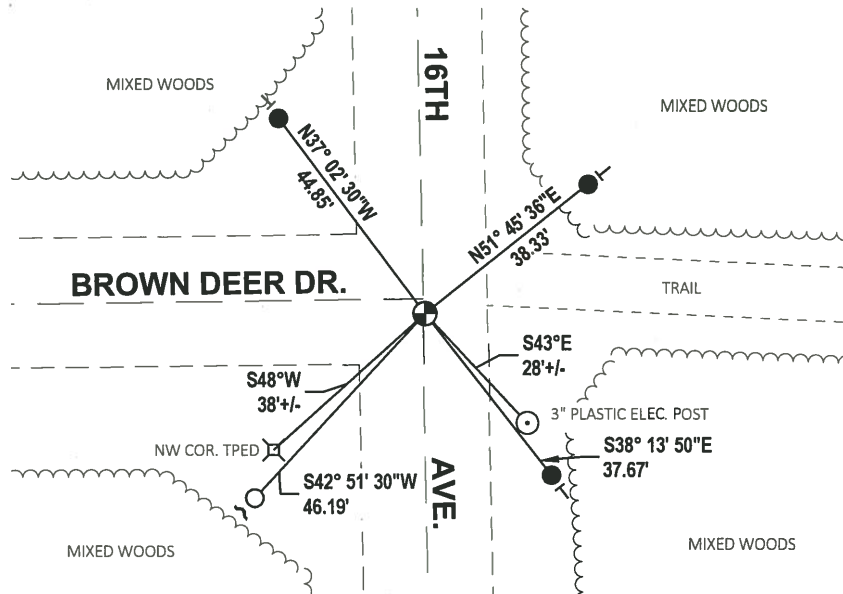 16TH
MIXED WOODS
MIXED WOODS
N37° 02' 30"W
44.85'
N51° 45' 36"E
38.33'
BROWN DEER DR.
TRAIL
S43°E
28'+/-
S48°W
38'+/-
3" PLASTIC ELEC. POST
NW COR. TPED
S38° 13' 50"E
37.67'
S42° 51' 30"W
46.19'
AVE.
MIXED WOODS
MIXED WOODS